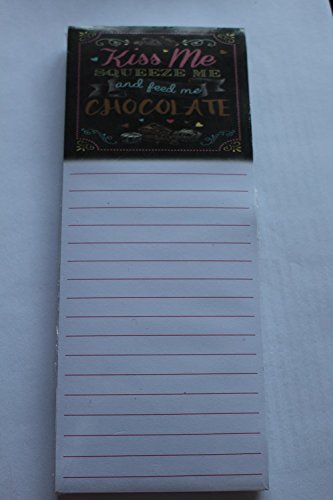 Kiss Me
SQUEEZE ME
and feed me
CHOCOLATE